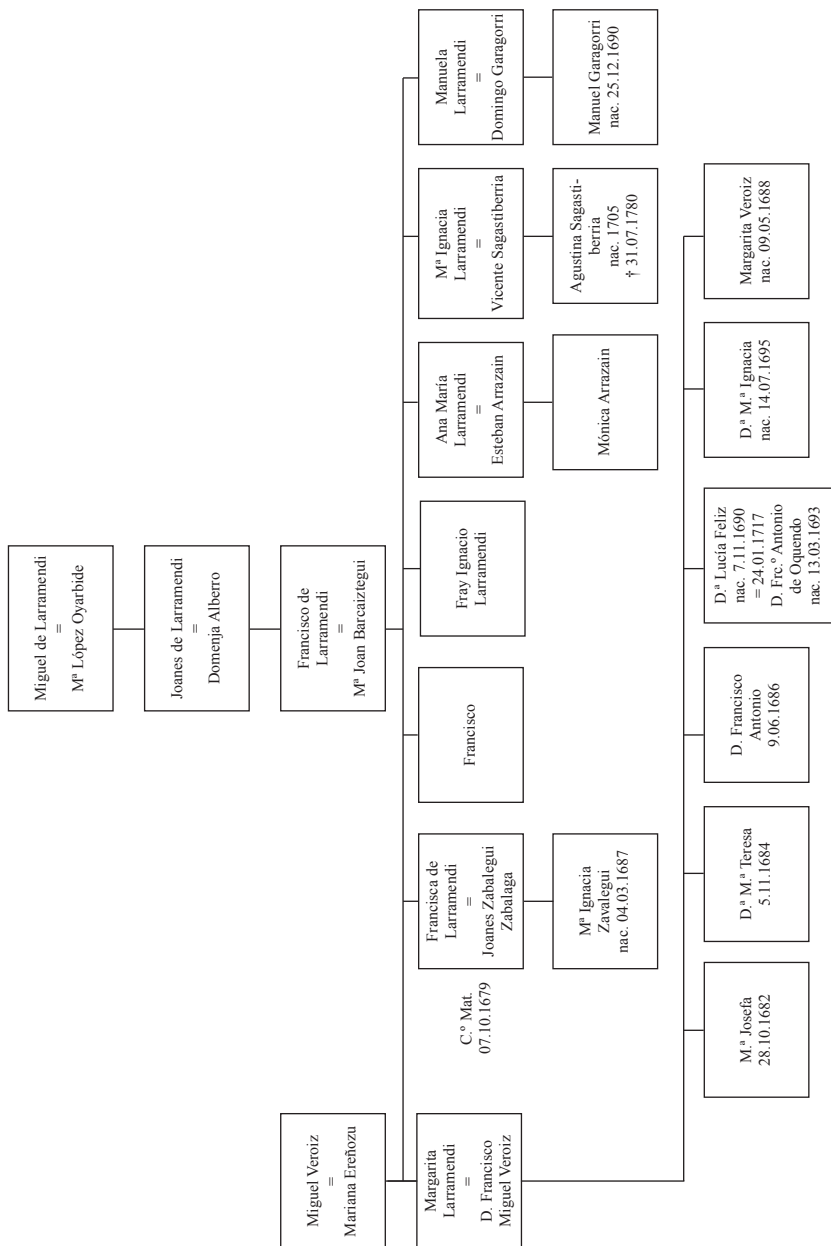 Miguel de Larramendi
=
Mª López Oyarbide
Joanes de Larramendi
=
Domenja Alberro
Miguel Veroiz
=
Mariana Ereñozu
Francisco de
Larramendi
=
Mª Joan Barcaiztegui
Margarita
Larramendi
=
D. Francisco
Miguel Veroiz
C.º Mat.
07.10.1679
Francisca de
Larramendi
=
Joanes Zabalegui
Zabalaga
Francisco
Fray Ignacio
Larramendi
Ana María
Larramendi
=
Esteban Arrazain
Mª Ignacia
Larramendi
=
Vicente Sagastiberria
Manuela
Larramendi
=
Domingo Garagorri
Mª Ignacia
Zavalegui
nac. 04.03.1687
Mónica Arrazain
Agustina Sagasti-
berria
nac. 1705
† 31.07.1780
Manuel Garagorri
nac. 25.12.1690
M.ª Josefa
28.10.1682
D.ª M.ª Teresa
5.11.1684
D. Francisco
Antonio
9.06.1686
D.ª Lucía Feliz
nac. 7.11.1690
= 24.01.1717
D. Frc.º Antonio
de Oquendo
nac. 13.03.1693
D.ª M.ª Ignacia
nac. 14.07.1695
Margarita Veroiz
nac. 09.05.1688